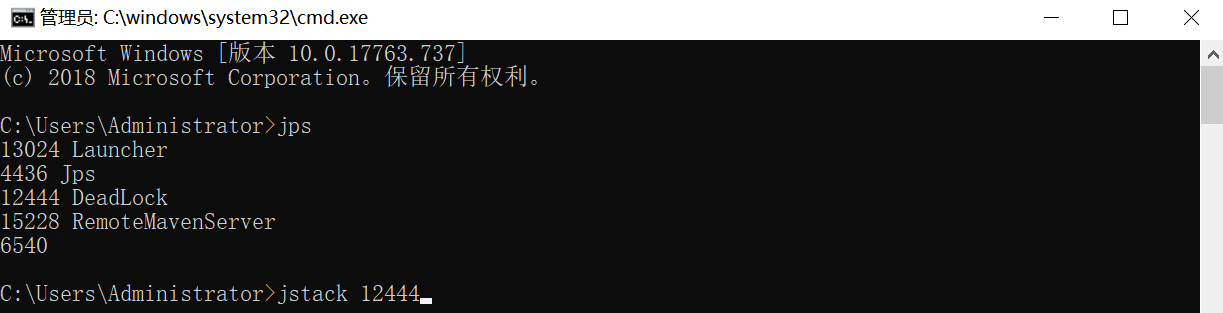 管理员: C:\windows\system32\cmd.exe
Microsoft Windows [版本 10.0.17763.737]
(c) 2018 Microsoft Corporation。保留所有权利。
C:\Users\Administrator>jps
13024 Launcher
4436 Jps
12444 DeadLock
15228 RemoteMavenServer
6540
C:\Users\Administrator>jstack 12444